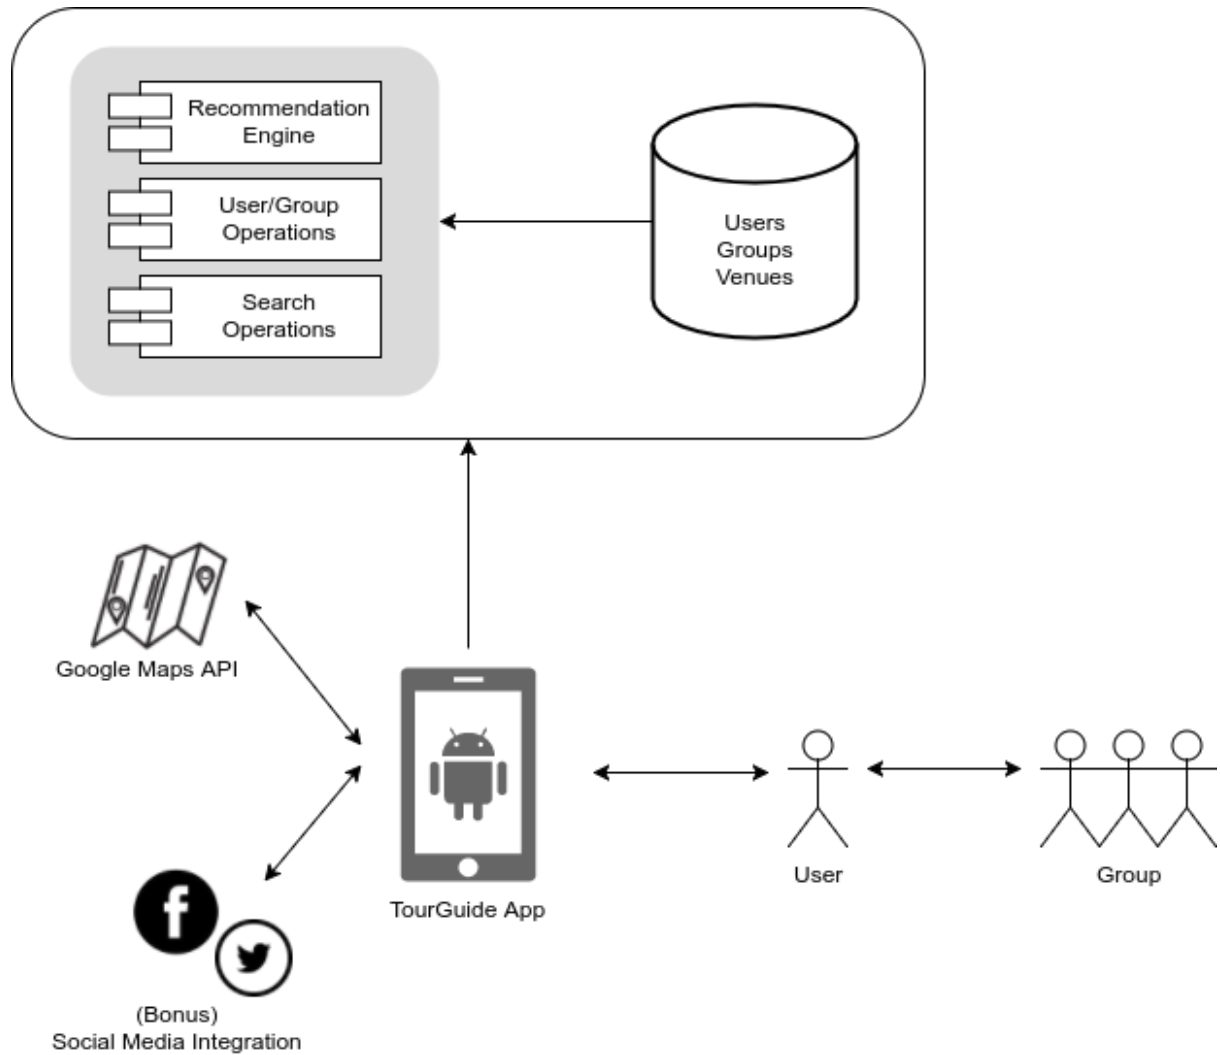 Recommendation
Engine
User/Group
Operations
Search
Operations
Users
Groups
Venues
Google Maps API
TourGuide App
User
Group
f
(Bonus)
Social Media Integration